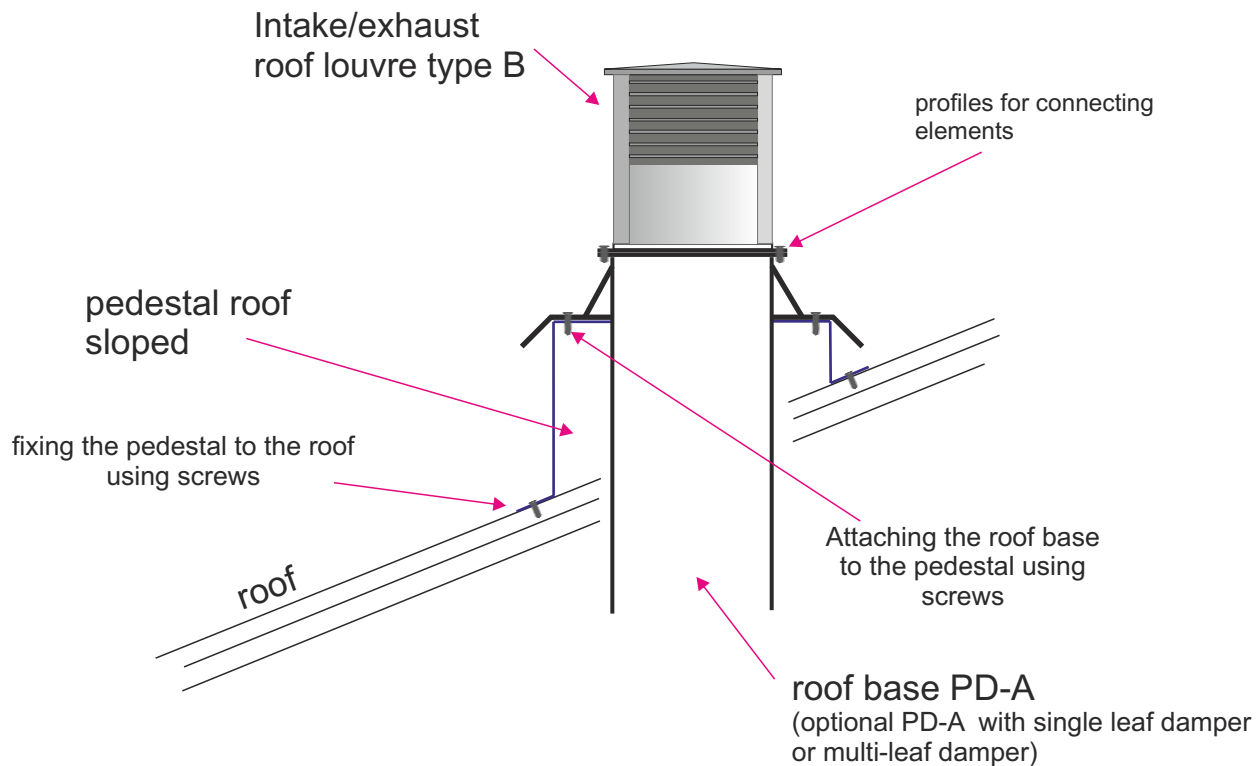 Intake/exhaust
roof louvre type B
profiles for connecting
elements
pedestal roof
sloped
fixing the pedestal to the roof
using screws
Attaching the roof base
to the pedestal using
screws
roof
roof base PD-A
(optional PD-A with single leaf damper
or multi-leaf damper)